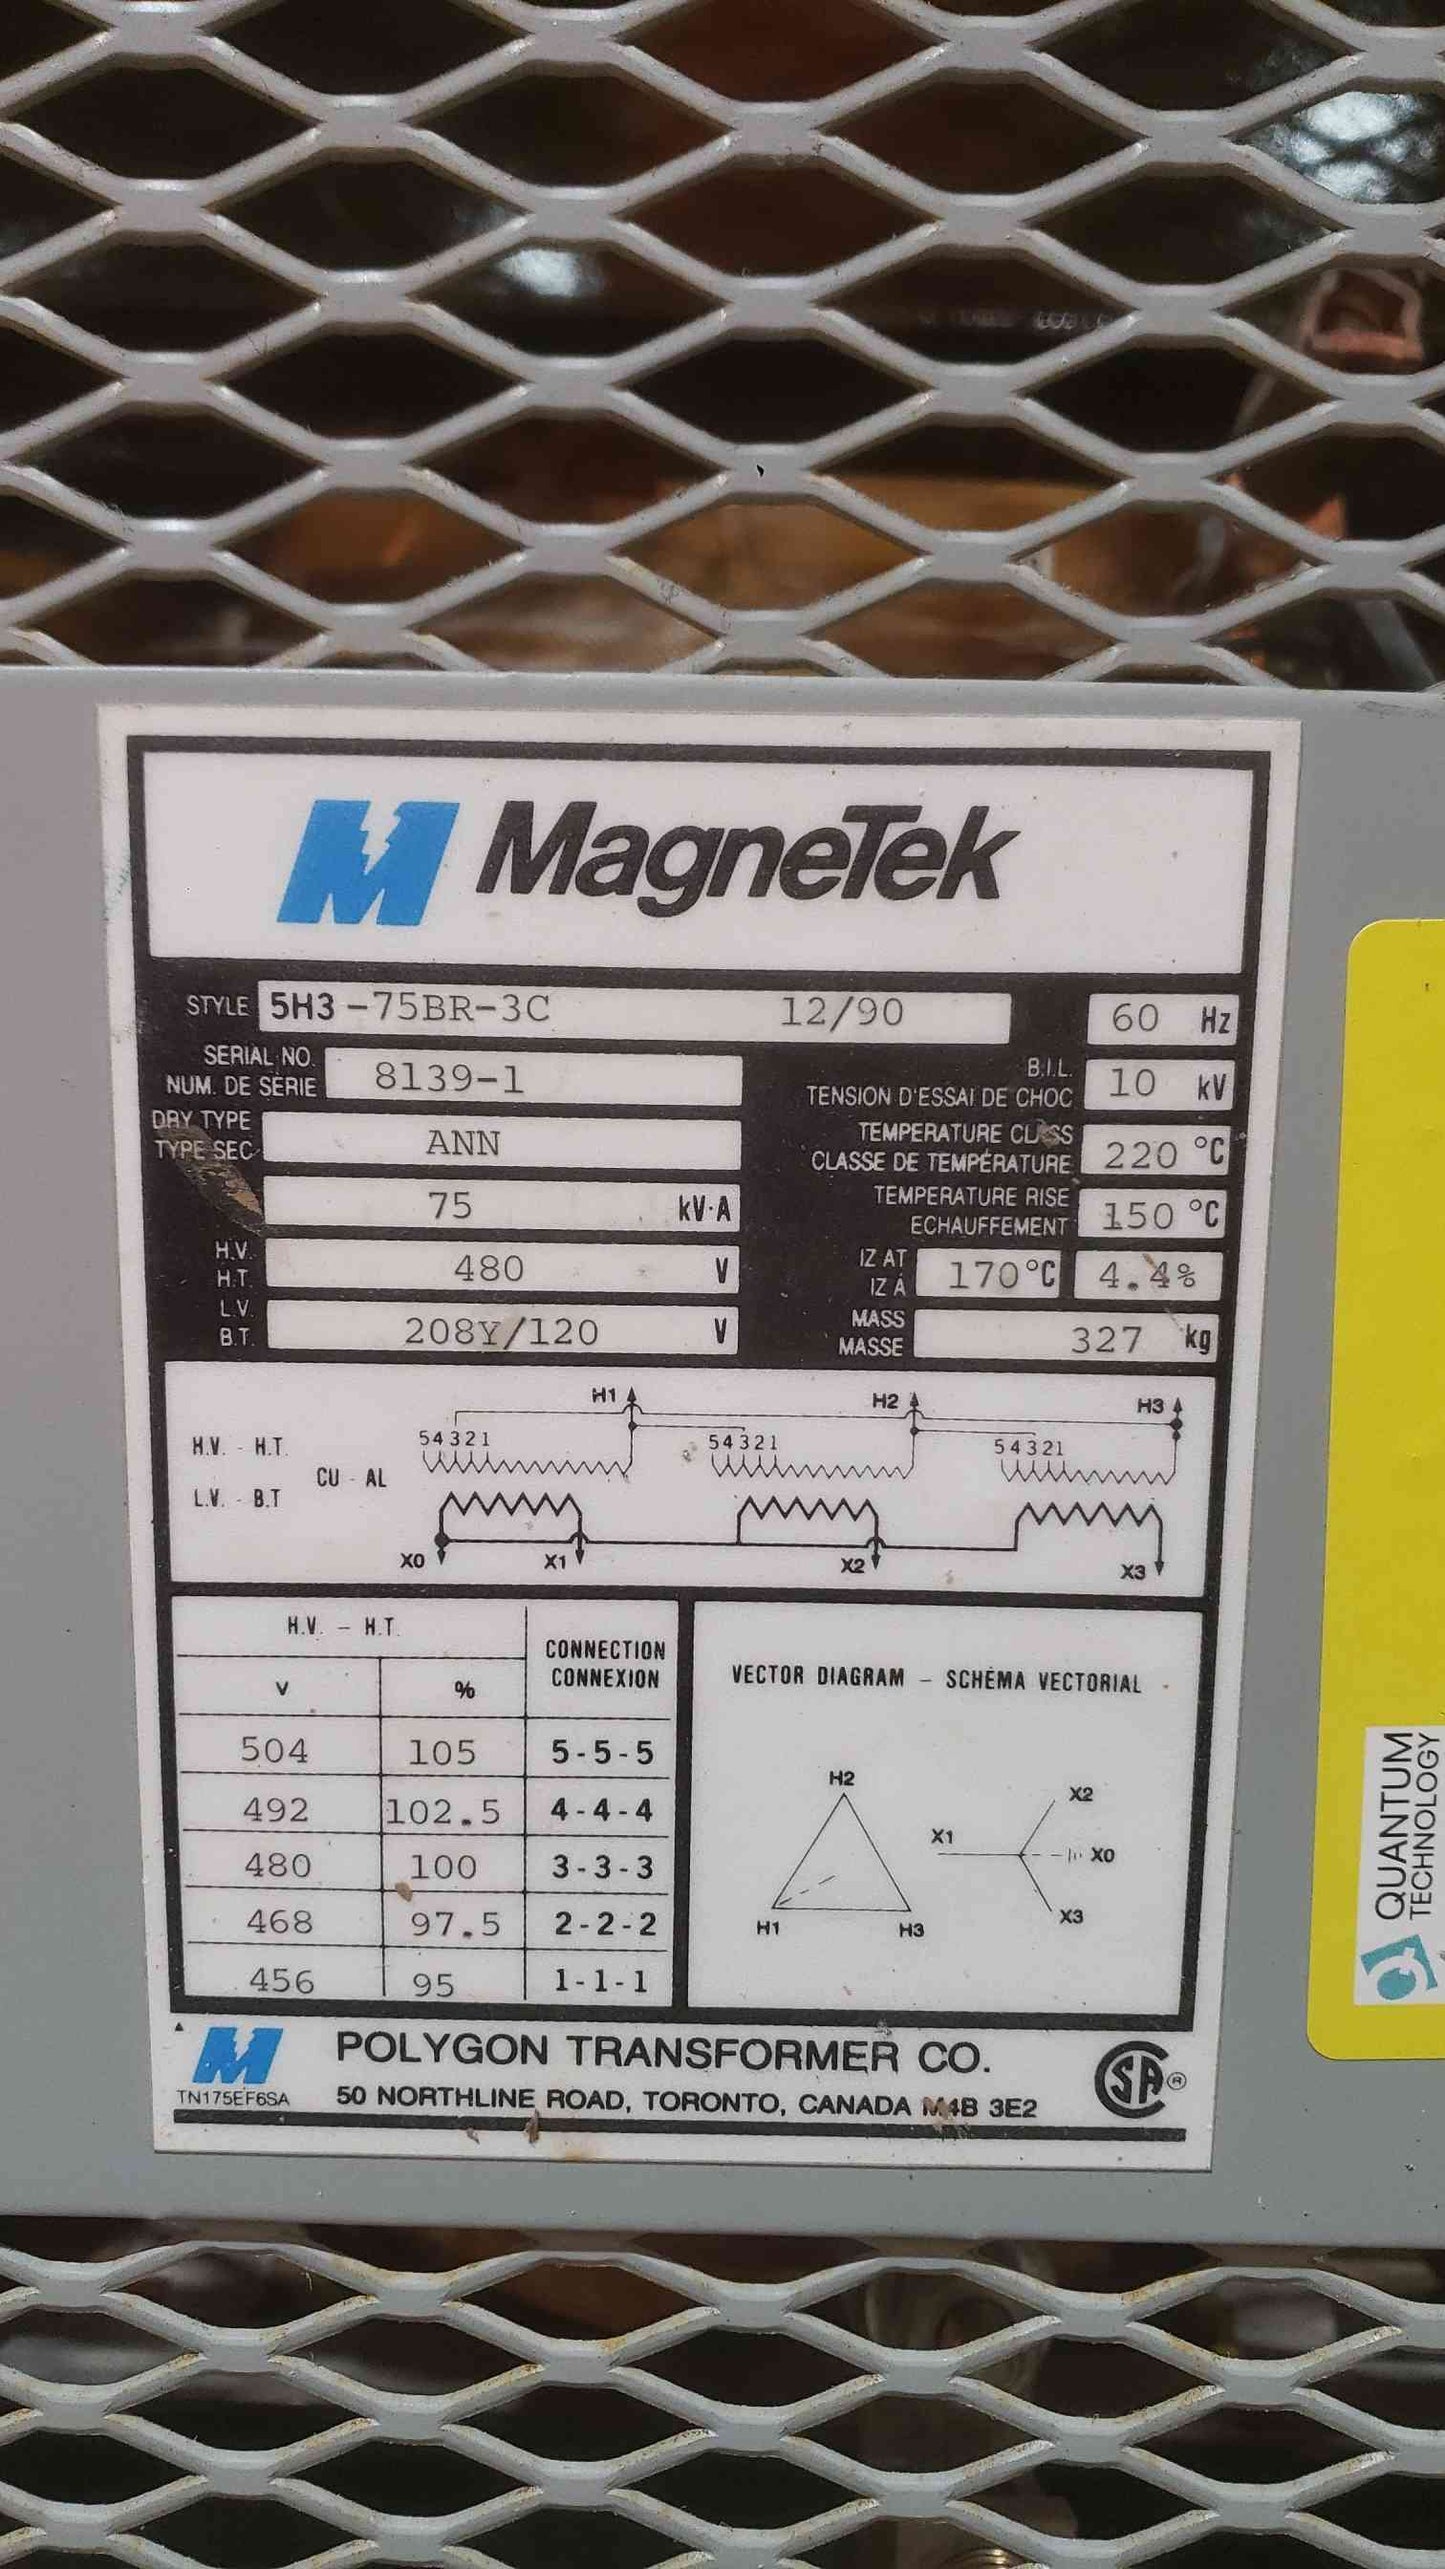 MagneTek
STYLE 5H3-75BR-3C 12/90 60 Hz
SERIAL NO.
NUM. DE SERIE 8139-1
B.I.L.
TENSION D'ESSAI DE CHOC 10 kV
DRY TYPE
TYPE SEC ANN
TEMPERATURE CLASS
CLASSE DE TEMPÉRATURE 220 °C
75 kV·A
TEMPERATURE RISE
ECHAUFFEMENT 150 °C
H.V.
H.T. 480 V
IZ AT
IZ À 170°C 4.4%
L.V.
B.T. 208Y/120 V
MASS
MASSE 327 kg
H1 H2 H3
H.V. - H.T. 54321 54321 54321
CU - AL
L.V. - B.T
X0 X1 X2 X3
H.V. - H.T.
CONNECTION
CONNEXION
V %
504 105 5-5-5
492 102.5 4-4-4
480 100 3-3-3
468 97.5 2-2-2
456 95 1-1-1
VECTOR DIAGRAM - SCHÉMA VECTORIAL
H2
H1 H3
X2
X1 X0
X3
POLYGON TRANSFORMER CO.
TN175EF6SA 50 NORTHLINE ROAD, TORONTO, CANADA M4B 3E2
SA®
QUANTUM
TECHNOLOGY